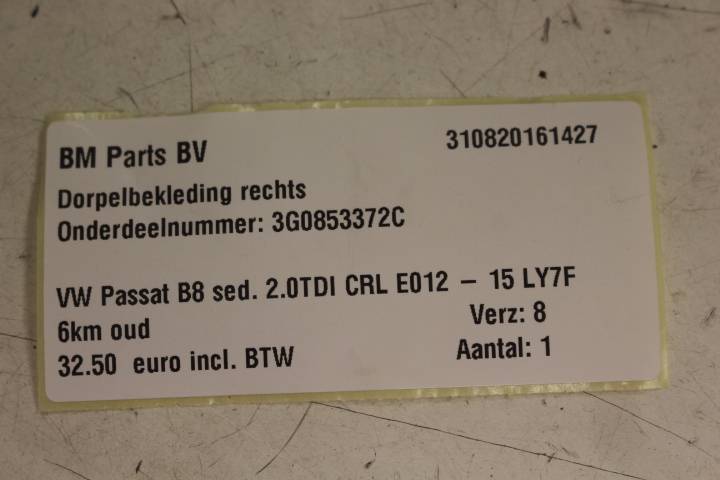 BM Parts BV 310820161427
Dorpelbekleding rechts
Onderdeelnummer: 3G0853372C
VW Passat B8 sed. 2.0TDI CRL E012 – 15 LY7F
6km oud Verz: 8
32.50 euro incl. BTW Aantal: 1